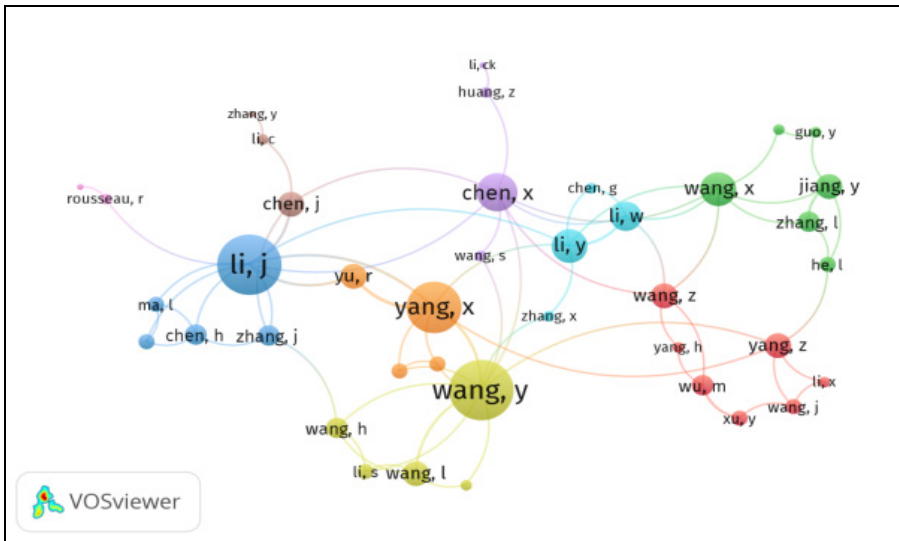 li, ck
huang, z
zhang, y
li, c
guo, y
rousseau, r
chen, j
chen, x
chen, g
wang, x
jiang, y
li, w
zhang, l
li, y
li, j
wang, s
he, l
yu, r
wang, z
ma, l
yang, x
zhang, x
chen, h
zhang, j
yang, h
yang, z
wang, y
wu, m
li, x
wang, j
xu, y
wang, h
li, s
wang, l
VOSviewer